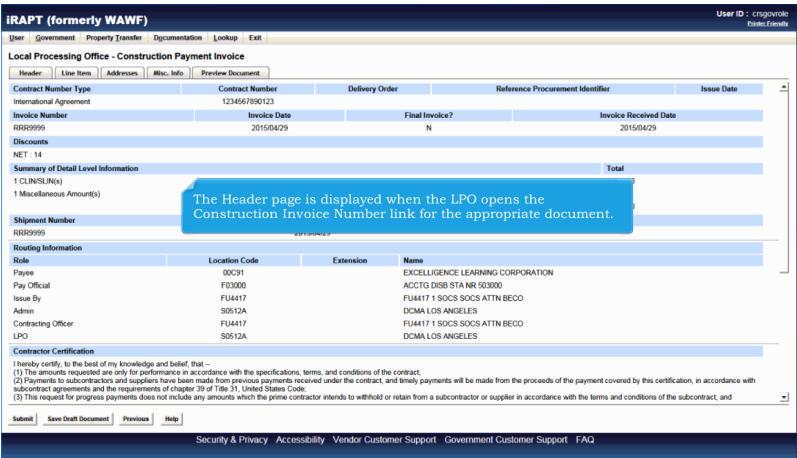 User ID : crsgovrole
iRAPT (formerly WAWF)
Printer Friendly
User Government Property Transfer Documentation Lookup Exit
Local Processing Office - Construction Payment Invoice
Header Line Item Addresses Misc. Info Preview Document
Contract Number Type Contract Number Delivery Order Reference Procurement Identifier Issue Date
International Agreement 1234567890123
Invoice Number Invoice Date Final Invoice? Invoice Received Date
RRR9999 2015/04/29 N 2015/04/29
Discounts
NET : 14
Summary of Detail Level Information Total
1 CLIN/SLIN(s)
1 Miscellaneous Amount(s)
The Header page is displayed when the LPO opens the
Construction Invoice Number link for the appropriate document.
Shipment Number
RRR9999 2015/04/29
Routing Information
Role Location Code Extension Name
Payee 00C91 EXCELLIGENCE LEARNING CORPORATION
Pay Official F03000 ACCTG DISB STA NR 503000
Issue By FU4417 FU4417 1 SOCS SOCS ATTN BECO
Admin S0512A DCMA LOS ANGELES
Contracting Officer FU4417 FU4417 1 SOCS SOCS ATTN BECO
LPO S0512A DCMA LOS ANGELES
Contractor Certification
I hereby certify, to the best of my knowledge and belief, that --
(1) The amounts requested are only for performance in accordance with the specifications, terms, and conditions of the contract;
(2) Payments to subcontractors and suppliers have been made from previous payments received under the contract, and timely payments will be made from the proceeds of the payment covered by this certification, in accordance with
subcontract agreements and the requirements of chapter 39 of Title 31, United States Code;
(3) This request for progress payments does not include any amounts which the prime contractor intends to withhold or retain from a subcontractor or supplier in accordance with the terms and conditions of the subcontract; and
Submit Save Draft Document Previous Help
Security & Privacy Accessibility Vendor Customer Support Government Customer Support FAQ